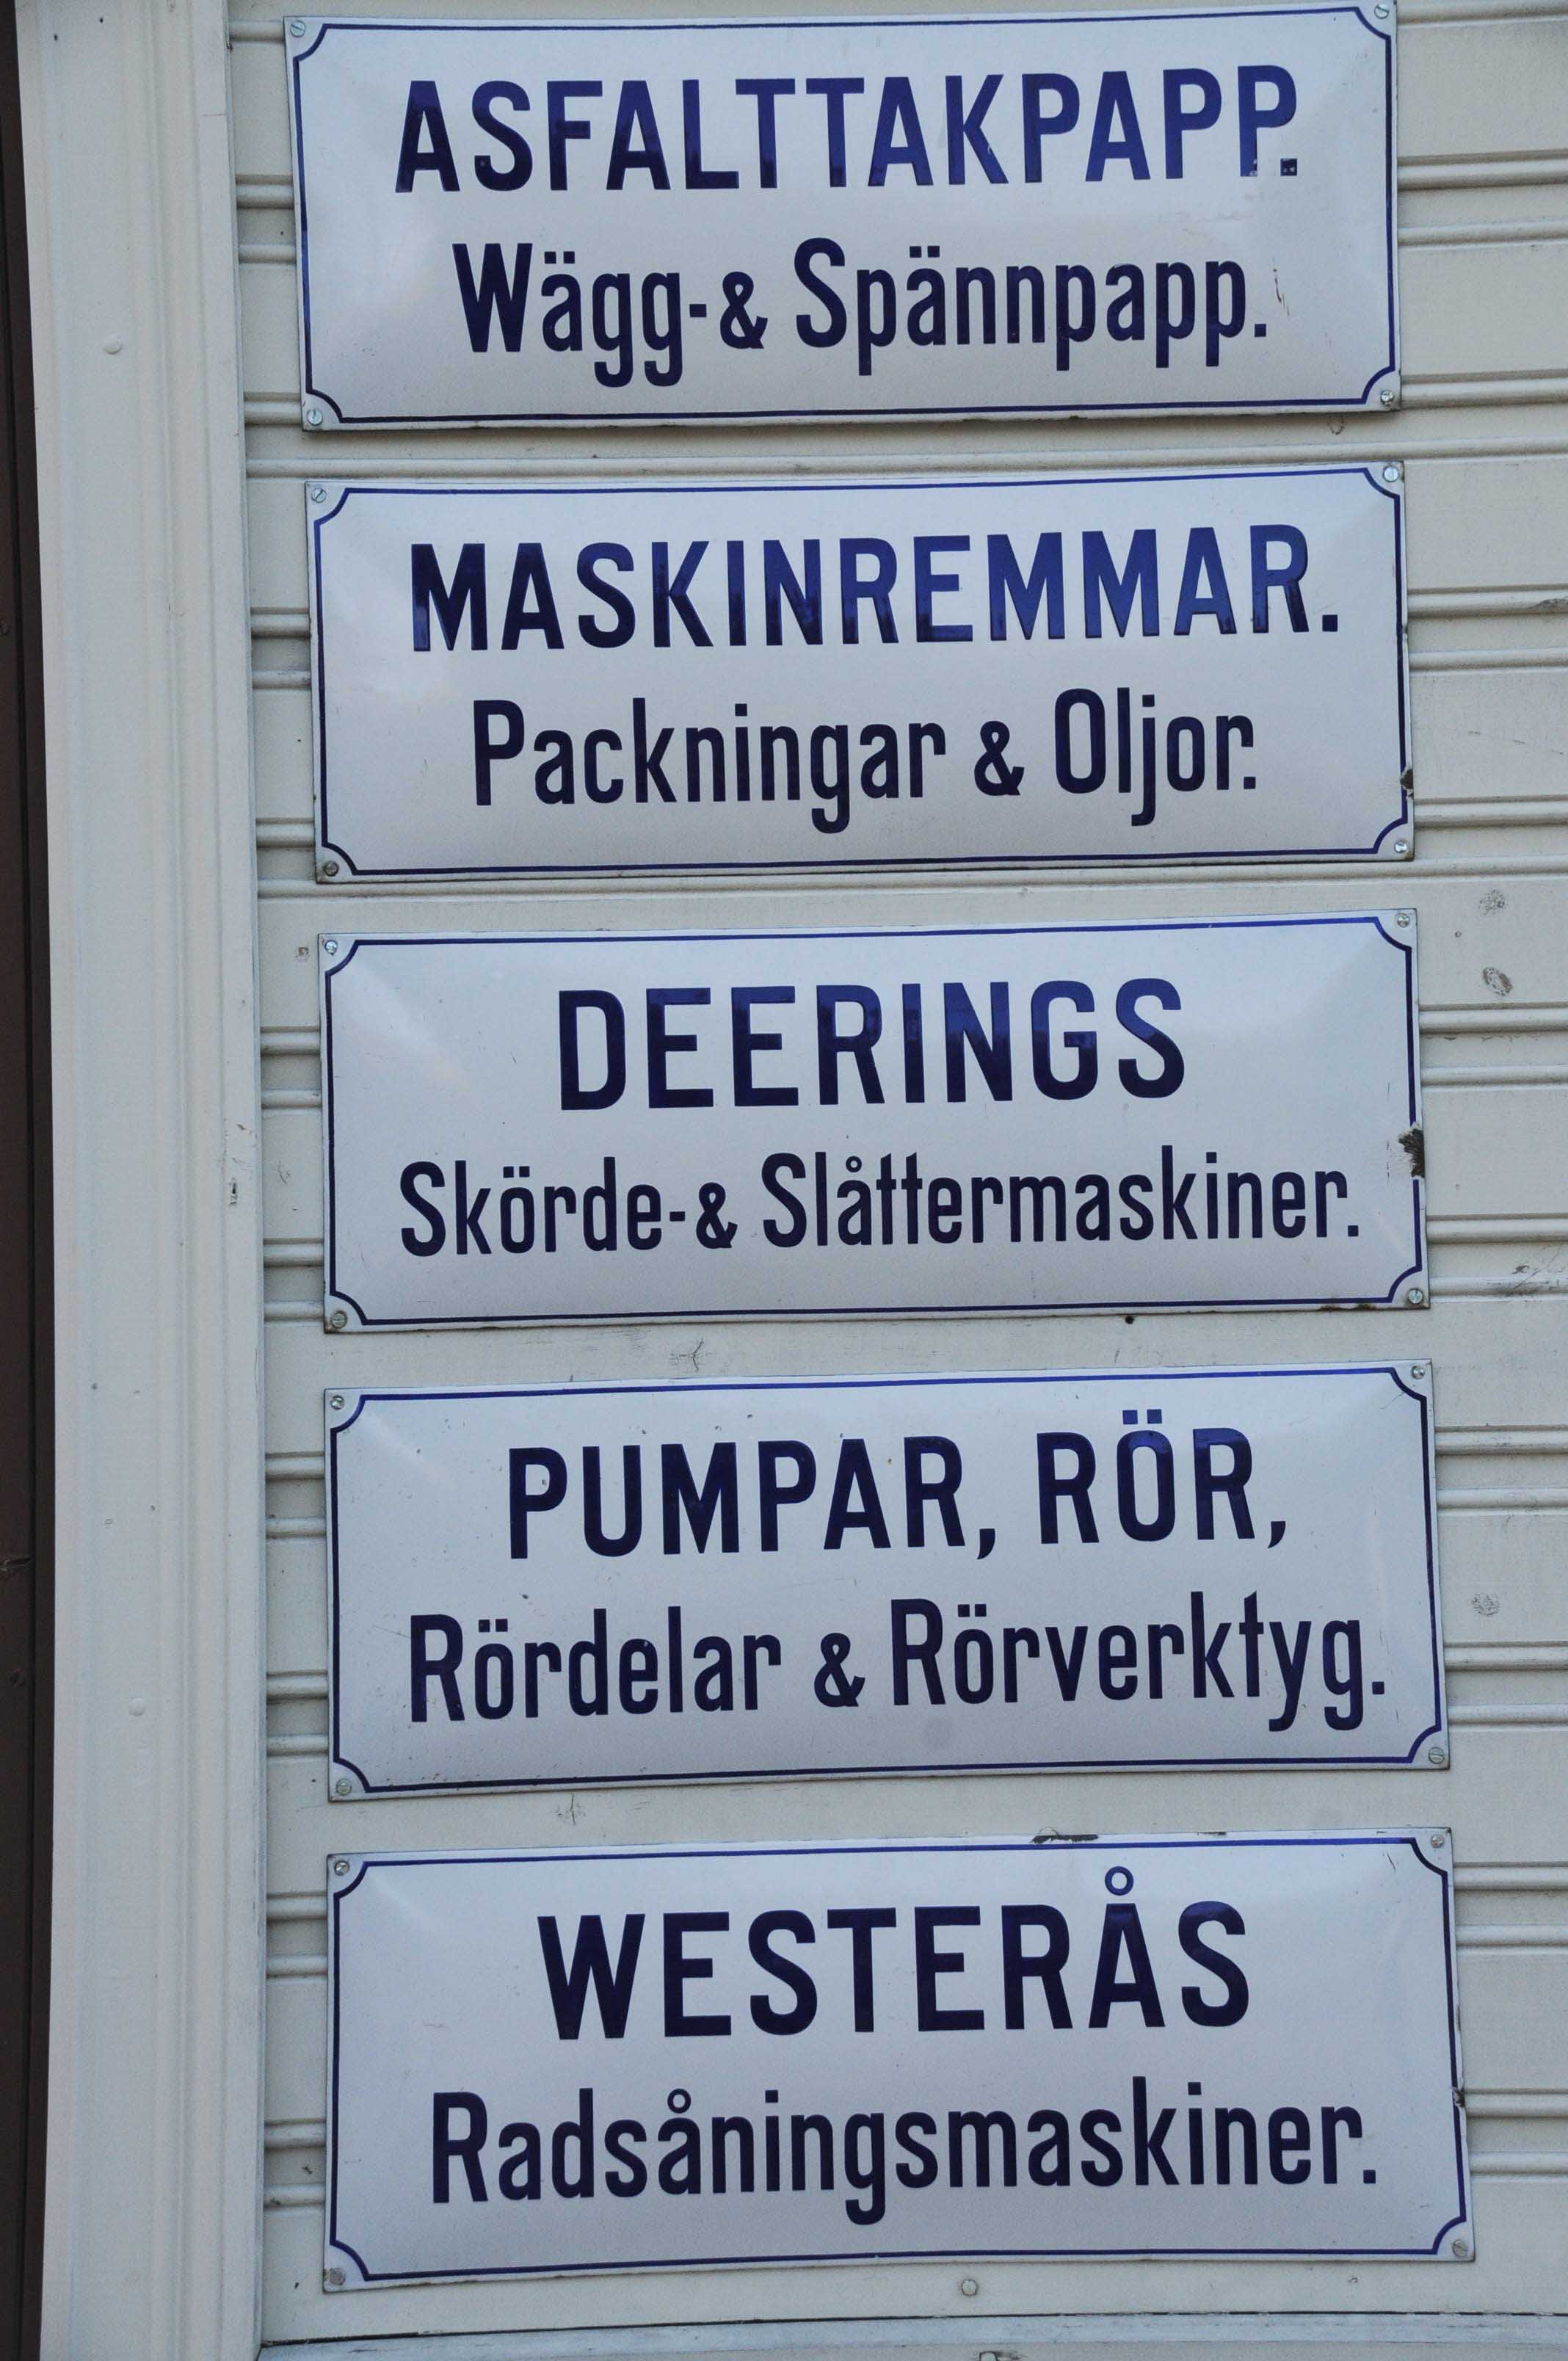 ASFALTTAKPAPP.
Wägg-& Spännpapp.
MASKINREMMAR.
Packningar & Oljor.
DEERINGS
Skörde-& Slåttermaskiner.
PUMPAR, RÖR,
Rördelar & Rörverktyg.
WESTERÅS
Radsåningsmaskiner.